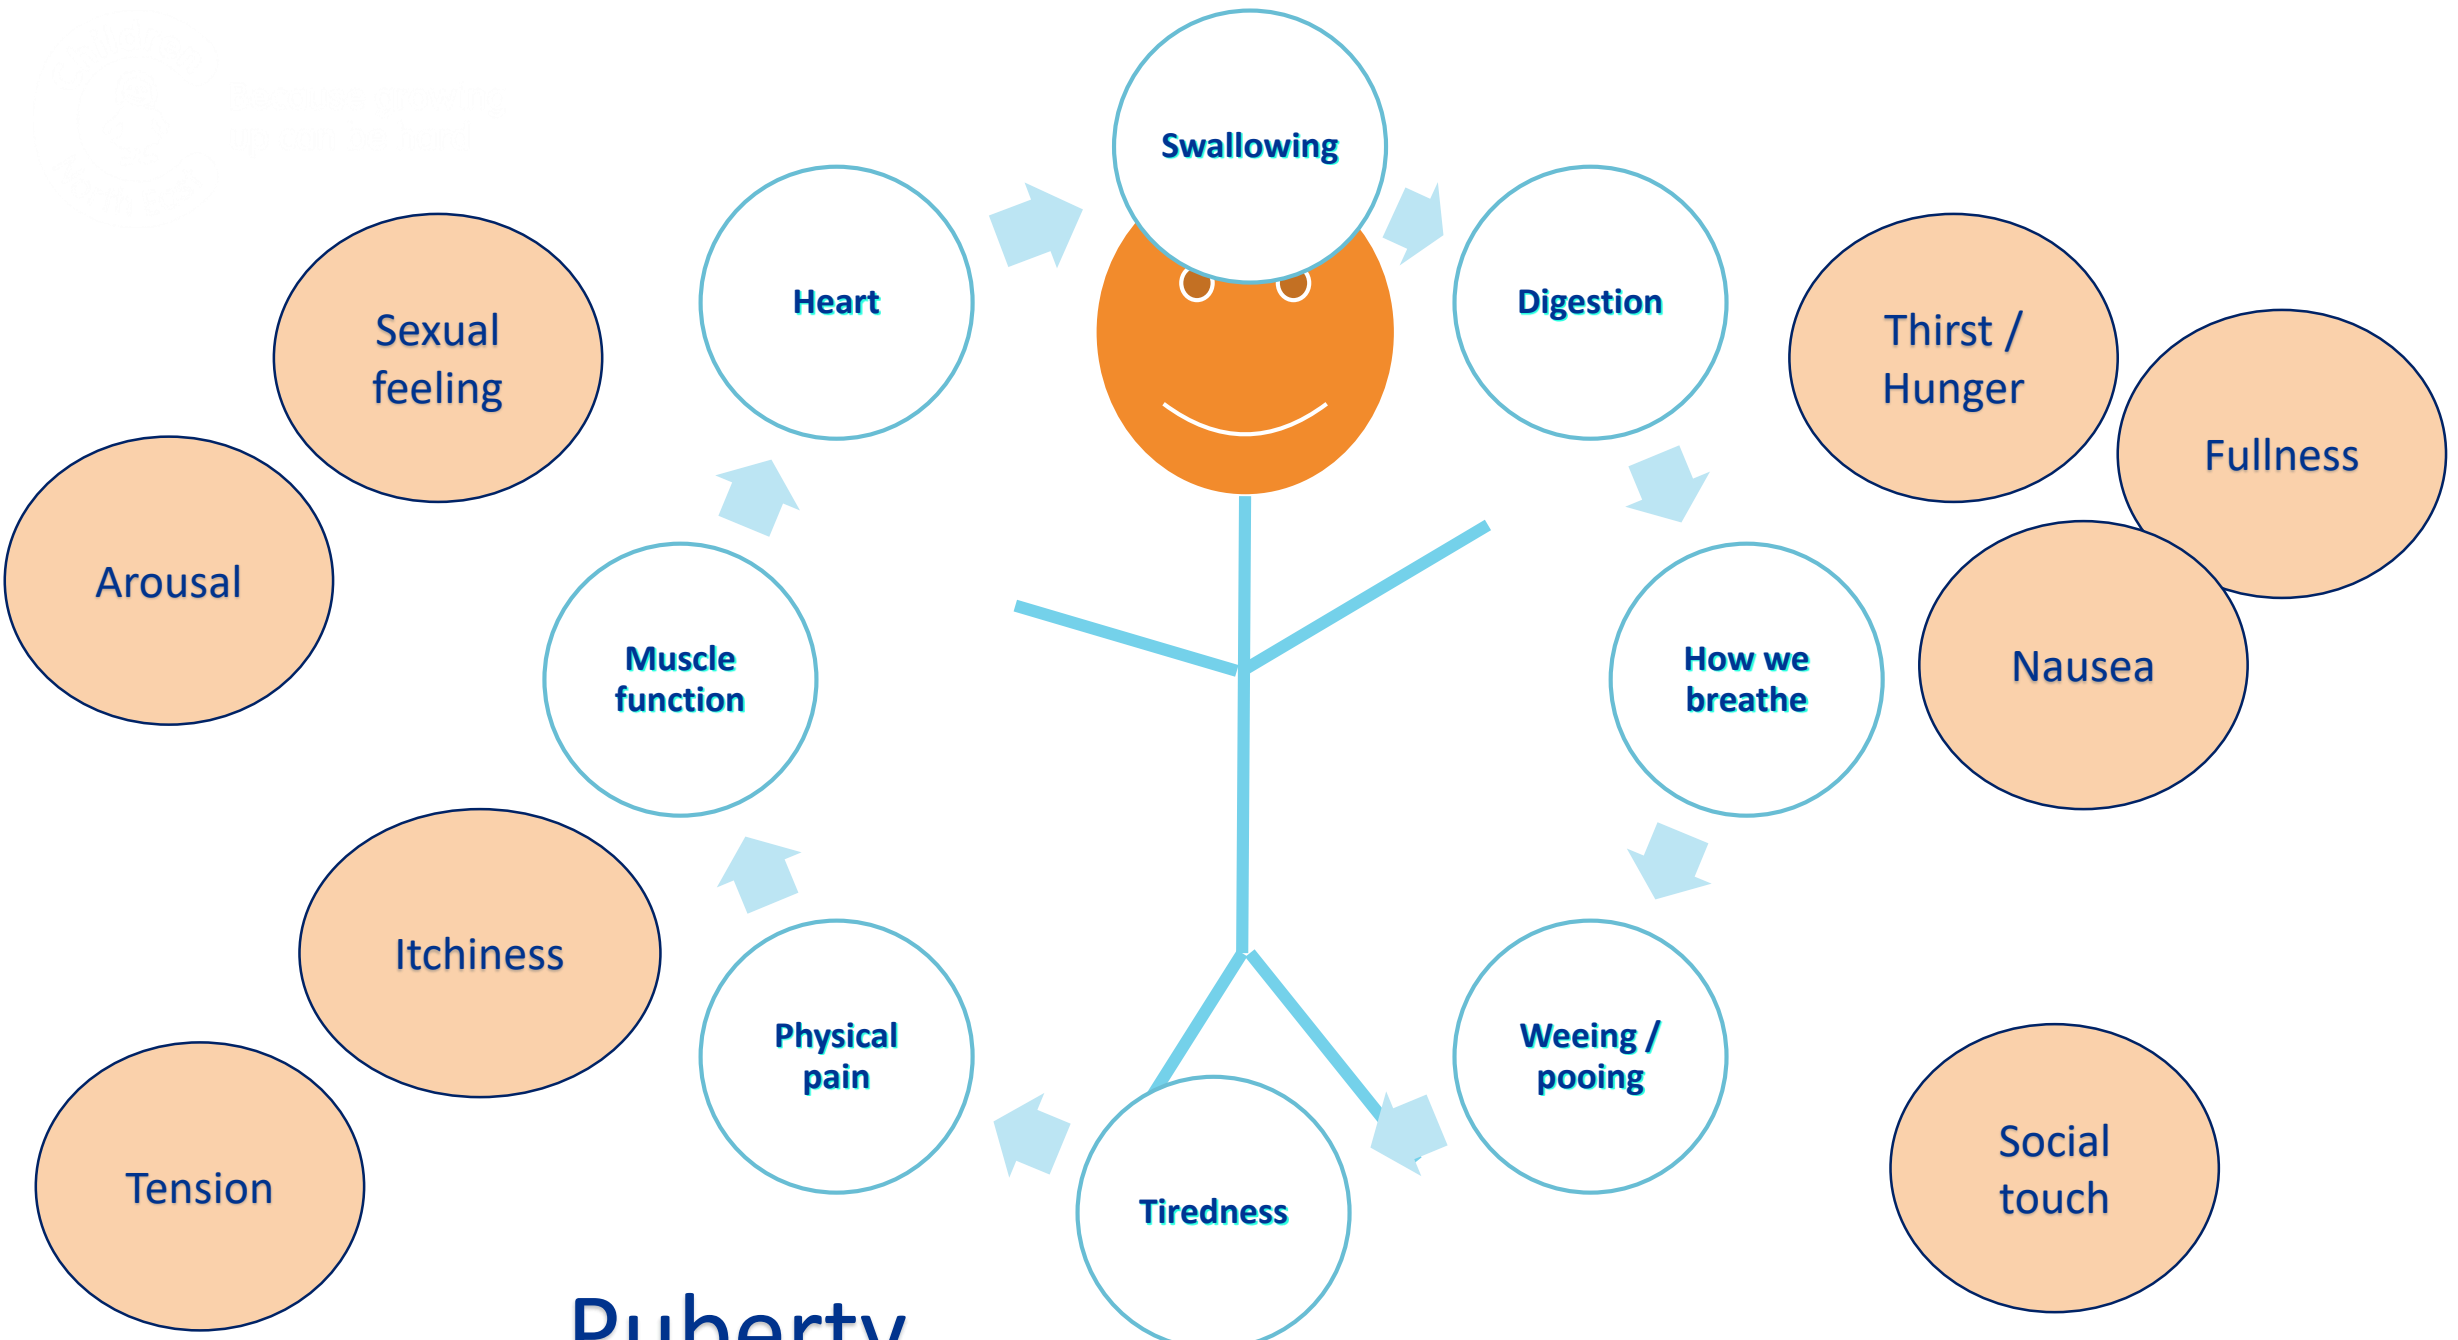 Swallowing
Heart
Digestion
Sexual
feeling
Thirst /
Hunger
Fullness
Arousal
Muscle
function
How we
breathe
Nausea
Itchiness
Physical
pain
Weeing /
pooing
Social
touch
Tension
Tiredness
Puberty